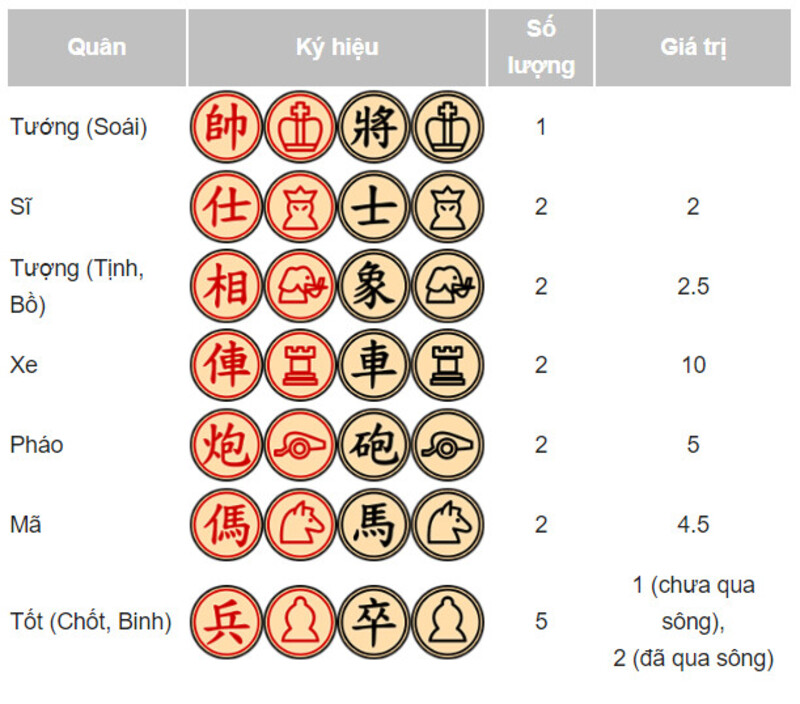 Quân Ký hiệu Số lượng Giá trị
Tướng (Soái) 帥 將 1
Sĩ 仕 士 2 2
Tượng (Tịnh, Bồ) 相 象 2 2.5
Xe 俥 車 2 10
Pháo 炮 砲 2 5
Mã 傌 馬 2 4.5
Tốt (Chốt, Binh) 兵 卒 5 1 (chưa qua sông), 2 (đã qua sông)